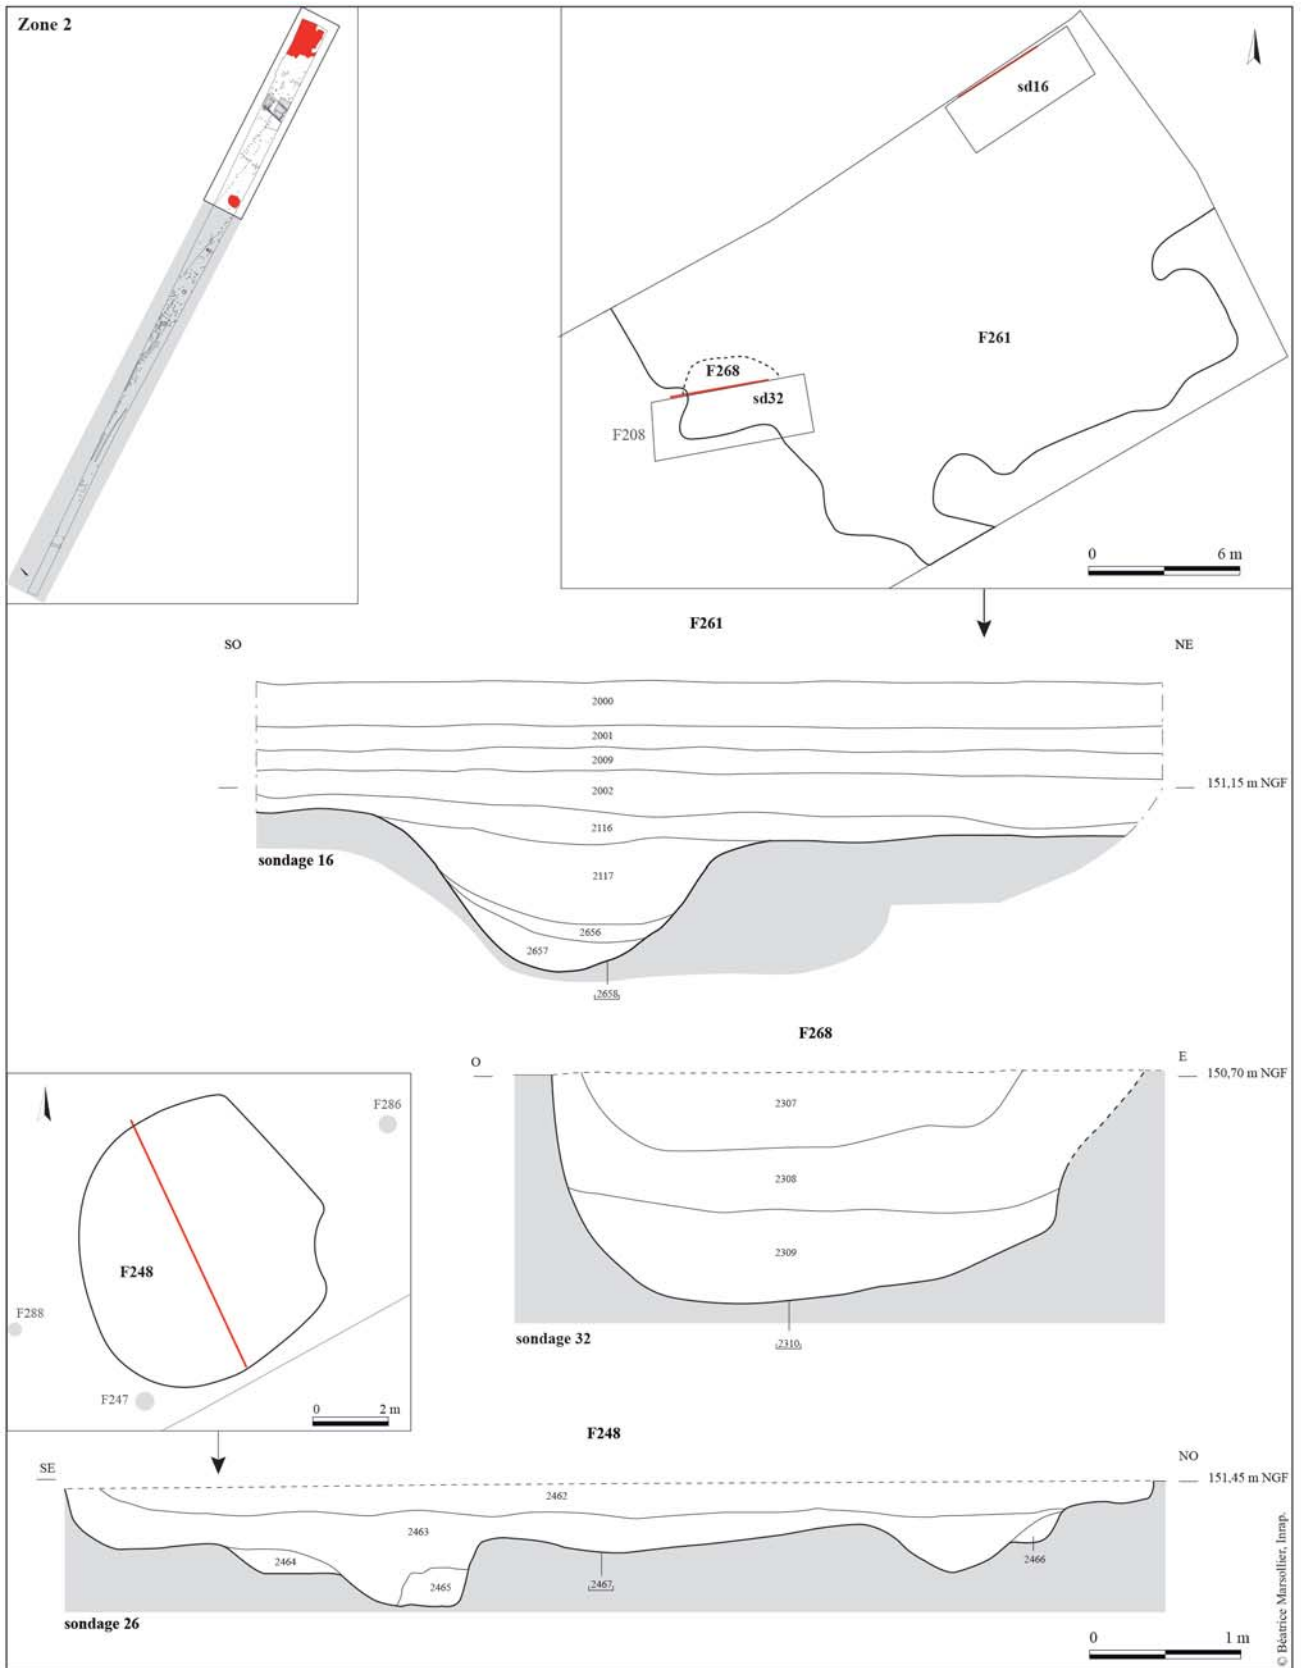 Zone 2
sd16
F261
F268
sd32
F208
0 6 m
F261
SO NE
2000
2001
2009
2002
151,15 m NGF
2116
sondage 16
2117
2656
2657
2658
F268
O E
150,70 m NGF
2307
2308
2309
sondage 32
2310
F286
F248
F288
F247
0 2 m
F248
SE NO
151,45 m NGF
2462
2463
2464
2465
2467
2466
sondage 26
0 1 m
© Béatrice Marsollier, Inrap.